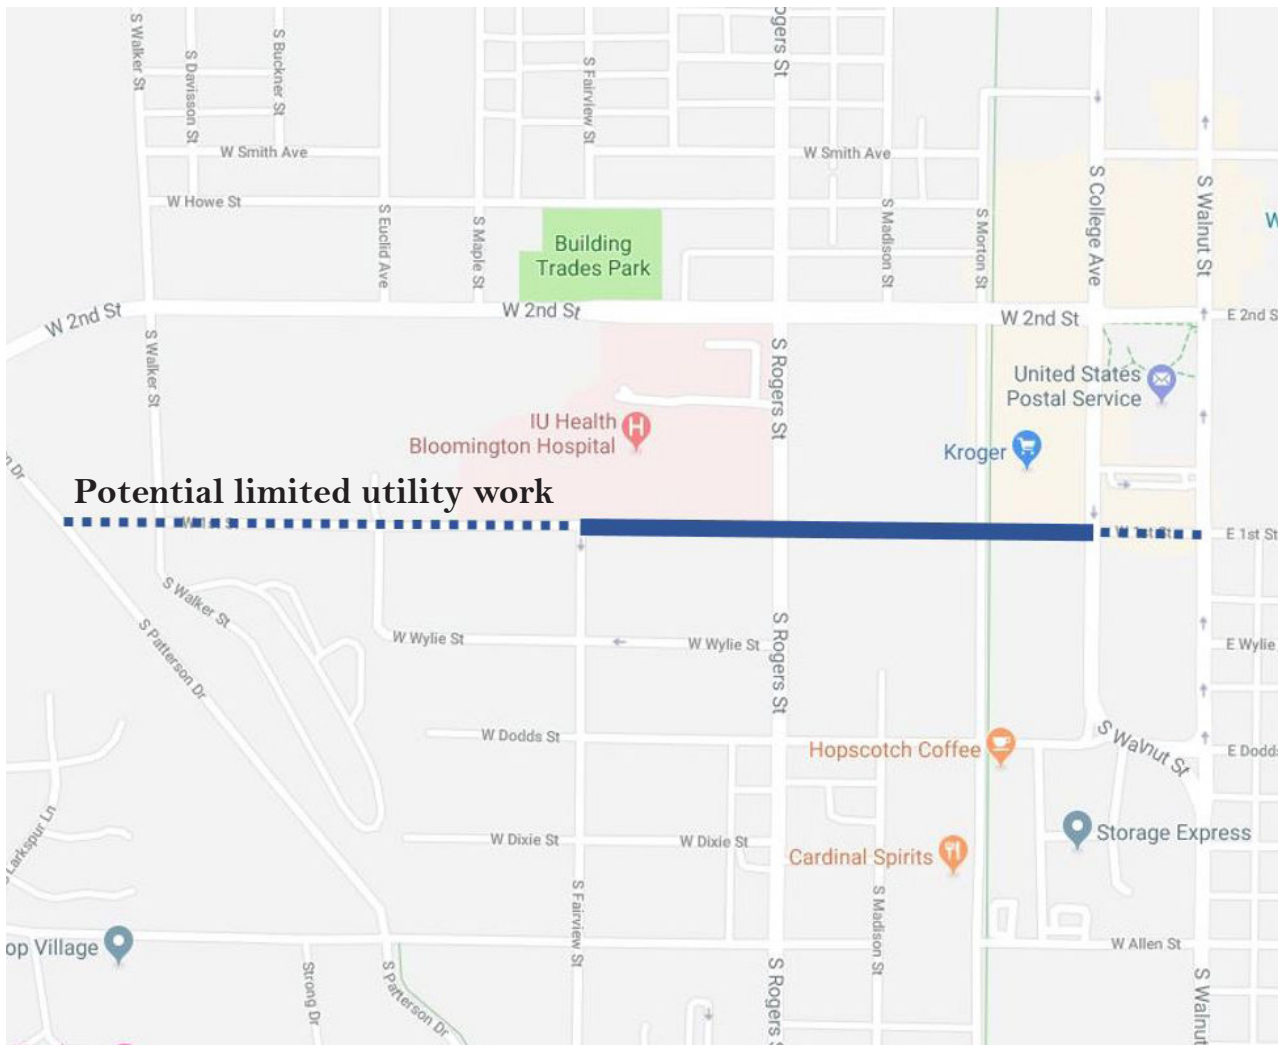 S Walker St
S Davisson St
S Buckner St
S Fairview St
ogers St
W Smith Ave
W Smith Ave
W Howe St
S Euclid Ave
S Maple St
Building
Trades Park
S Madison St
S Morton St
S College Ave
S Walnut St
W
W 2nd St
W 2nd St
W 2nd St
E 2nd S
S Walker St
S Rogers St
United States
Postal Service
IU Health
Bloomington Hospital
Kroger
n Dr
Potential limited utility work
W 1st St
W 1st St
E 1st St
S Walker St
S Patterson Dr
W Wylie St
W Wylie St
S Rogers St
E Wylie
W Dodds St
Hopscotch Coffee
S Walnut St
E Dodds
S Larkspur Ln
W Dixie St
W Dixie St
Cardinal Spirits
Storage Express
S Fairview St
S Madison St
op Village
W Allen St
Strong Dr
S Patterson Dr
S Rogers S
S Walnut